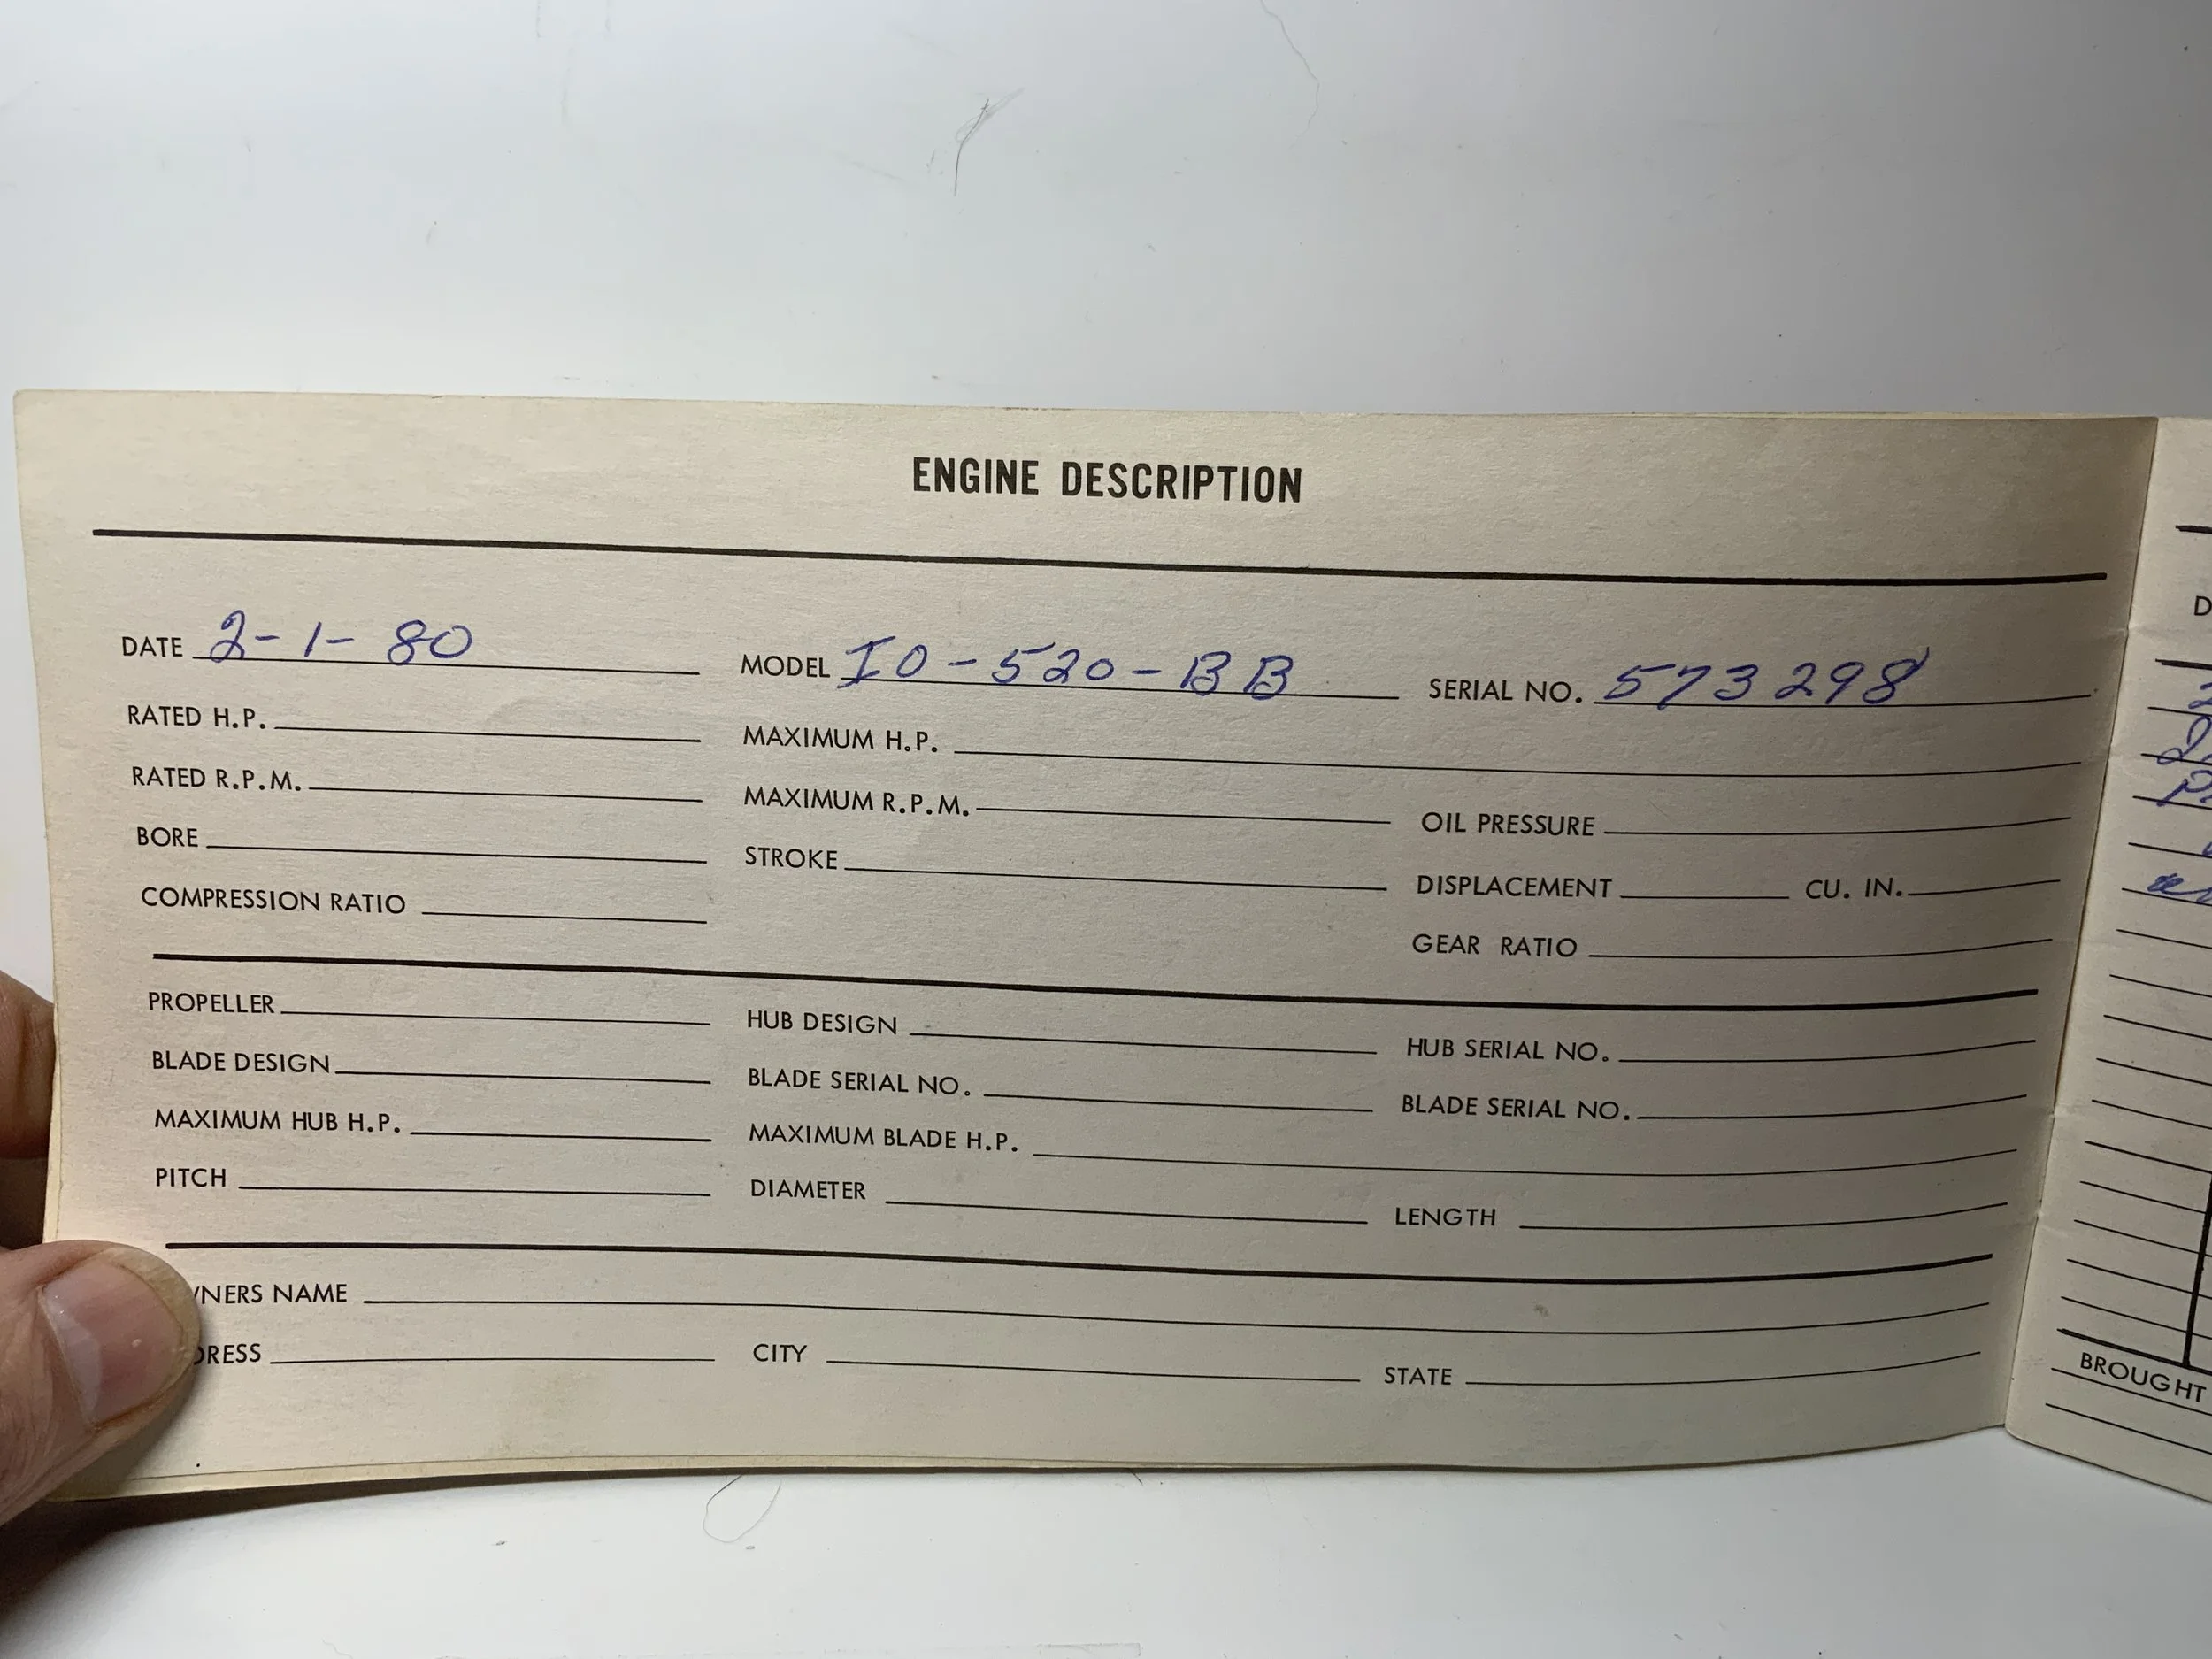 ENGINE DESCRIPTION
DATE 2-1-80 MODEL IO-520-BB SERIAL NO. 573298
RATED H.P. MAXIMUM H.P.
RATED R.P.M. MAXIMUM R.P.M. OIL PRESSURE
BORE STROKE DISPLACEMENT CU. IN.
COMPRESSION RATIO GEAR RATIO
PROPELLER HUB DESIGN HUB SERIAL NO.
BLADE DESIGN BLADE SERIAL NO. BLADE SERIAL NO.
MAXIMUM HUB H.P. MAXIMUM BLADE H.P.
PITCH DIAMETER LENGTH
WNERS NAME
DRESS CITY STATE
BROUGHT